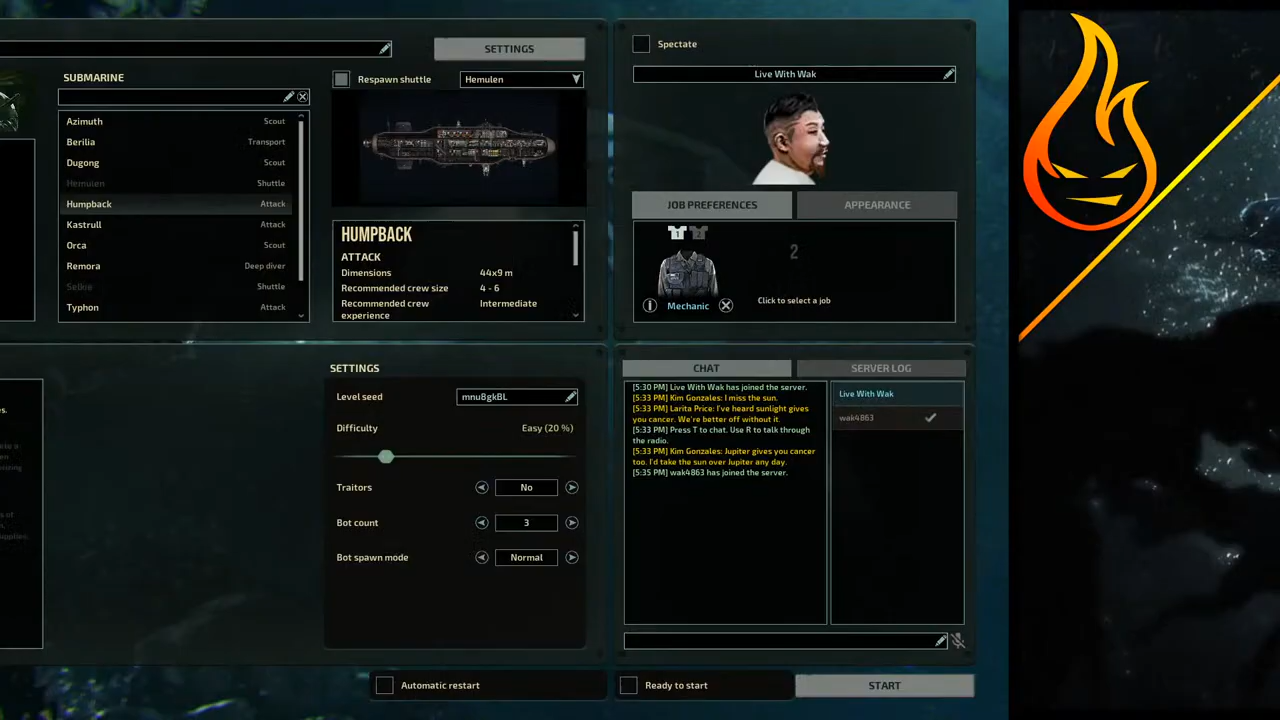 SETTINGS
SUBMARINE
Azimuth Scout
Berilia Transport
Dugong Scout
Hemulen Shuttle
Humpback Attack
Kastrull Attack
Orca Scout
Remora Deep diver
Selkie Shuttle
Typhon Attack
Respawn shuttle Hemulen
HUMPBACK
ATTACK
Dimensions 44x9 m
Recommended crew size 4 - 6
Recommended crew Intermediate
experience
Spectate
Live With Wak
JOB PREFERENCES APPEARANCE
1 2
2
Mechanic
Click to select a job
SETTINGS
Level seed mnu8gkBL
Difficulty Easy (20 %)
Traitors No
Bot count 3
Bot spawn mode Normal
CHAT SERVER LOG
[5:30 PM] Live With Wak has joined the server.
[5:33 PM] Kim Gonzales: I miss the sun.
[5:33 PM] Larita Price: I've heard sunlight gives
you cancer. We're better off without it.
[5:33 PM] Press T to chat. Use R to talk through
the radio.
[5:33 PM] Kim Gonzales: Jupiter gives you cancer
too. I'd take the sun over Jupiter any day.
[5:35 PM] wak4863 has joined the server.
Live With Wak
wak4863
Automatic restart
Ready to start
START